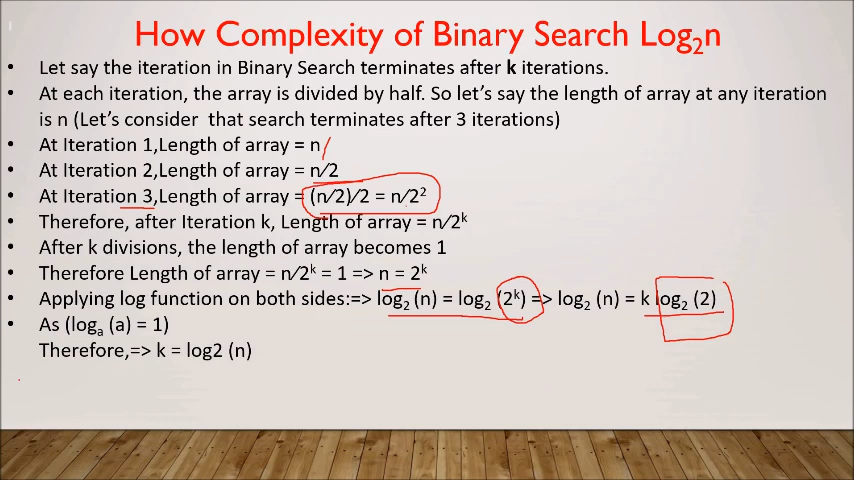 How Complexity of Binary Search Log₂n
• Let say the iteration in Binary Search terminates after k iterations.
• At each iteration, the array is divided by half. So let’s say the length of array at any iteration
is n (Let’s consider that search terminates after 3 iterations)
• At Iteration 1,Length of array = n
• At Iteration 2,Length of array = n∕2
• At Iteration 3,Length of array = (n∕2)∕2 = n∕2²
• Therefore, after Iteration k, Length of array = n∕2ᵏ
• After k divisions, the length of array becomes 1
• Therefore Length of array = n∕2ᵏ = 1 => n = 2ᵏ
• Applying log function on both sides:=> log₂ (n) = log₂ (2ᵏ) => log₂ (n) = k log₂ (2)
• As (logₐ (a) = 1)
Therefore,=> k = log2 (n)